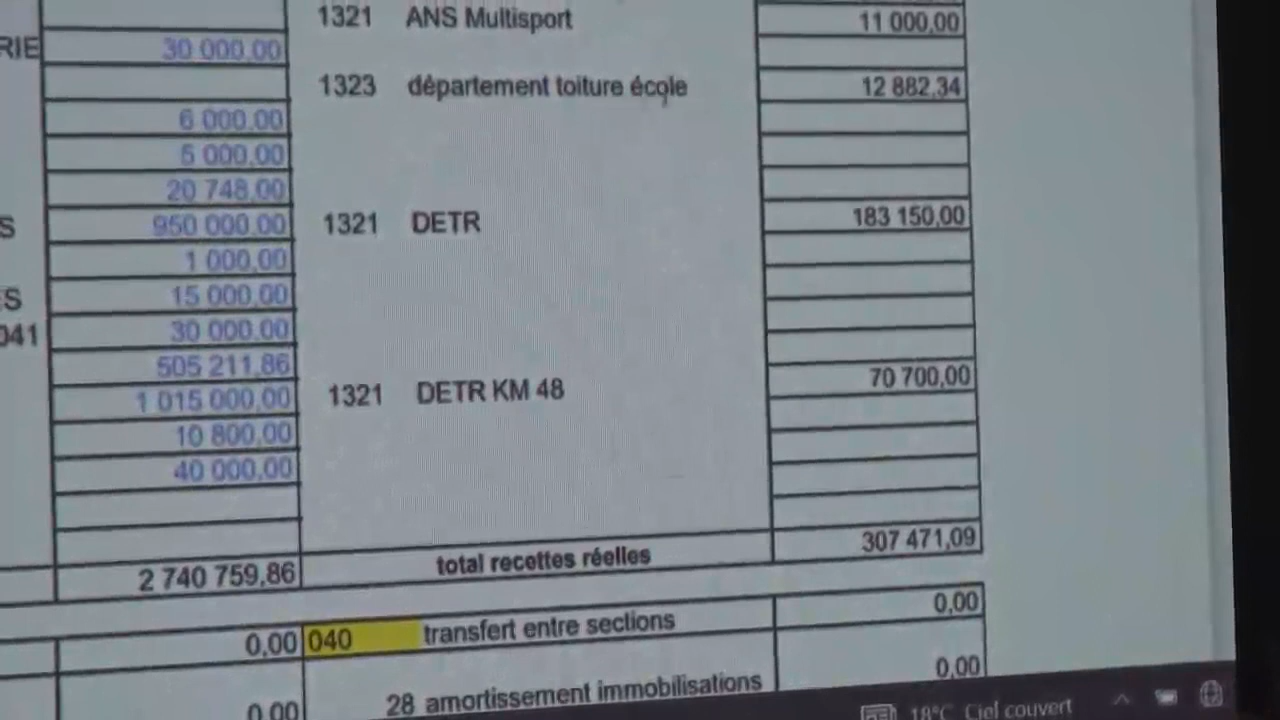 1321 ANS Multisport 11 000,00
RIE 30 000,00
1323 département toiture école 12 882,34
6 000,00
5 000,00
20 748,00
S 950 000,00 1321 DETR 183 150,00
1 000,00
ES 15 000,00
041 30 000,00
505 211,86
1 015 000,00 1321 DETR KM 48 70 700,00
10 800,00
40 000,00
2 740 759,86 total recettes réelles 307 471,09
0,00 040 transfert entre sections 0,00
0,00 28 amortissement immobilisations 0,00
18°C Ciel couvert